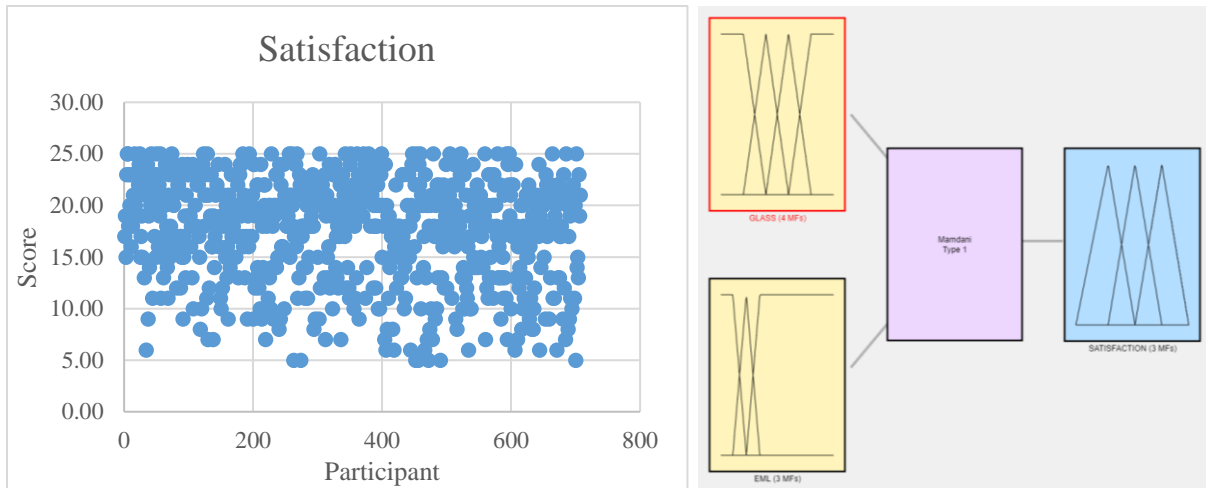 Satisfaction
30.00
25.00
20.00
15.00
10.00
5.00
0.00
0
200
400
600
800
Score
Participant
GLASS (4 MFs)
EML (3 MFs)
Mamdani
Type 1
SATISFACTION (3 MFs)